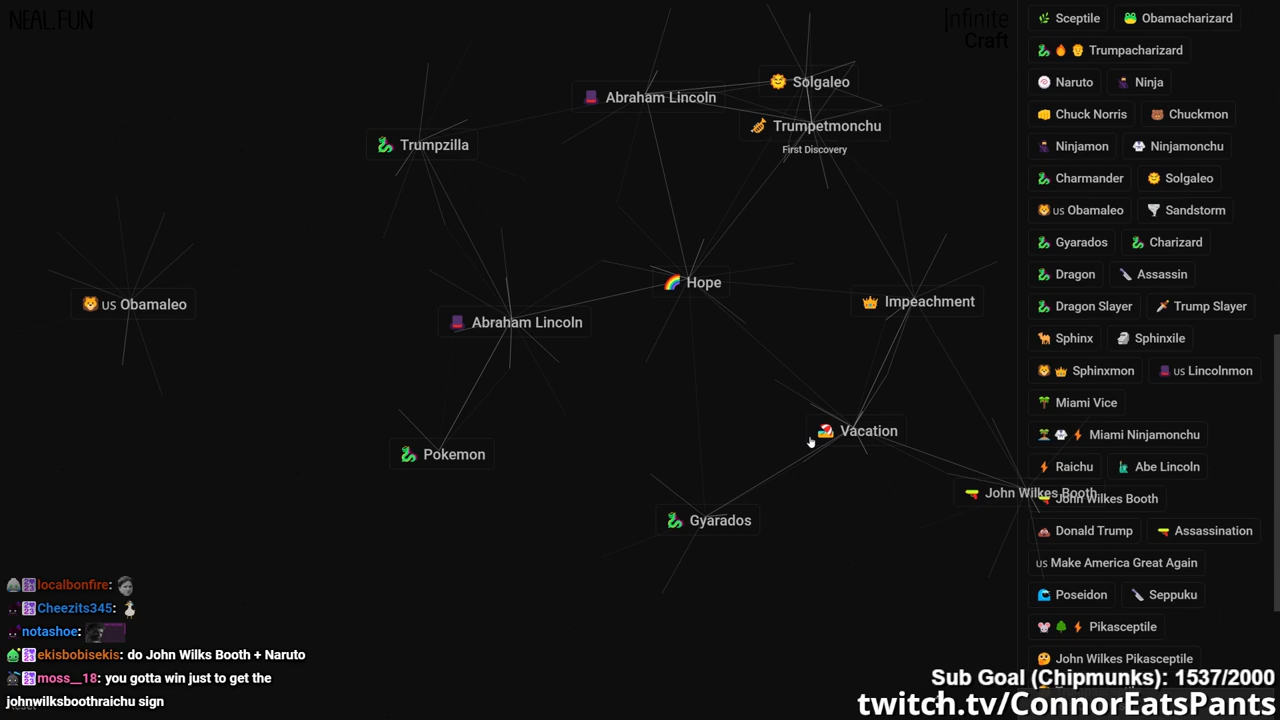 NEAL.FUN
Infinite
Craft
Sceptile
Obamacharizard
Trumpacharizard
Solgaleo
Abraham Lincoln
Trumpetmonchu
First Discovery
Trumpzilla
Naruto
Ninja
Chuck Norris
Chuckmon
Ninjamon
Ninjamonchu
Charmander
Solgaleo
US Obamaleo
Sandstorm
Gyarados
Charizard
Dragon
Assassin
Hope
US Obamaleo
Impeachment
Abraham Lincoln
Dragon Slayer
Trump Slayer
Sphinx
Sphinxile
Sphinxmon
US Lincolnmon
Miami Vice
Vacation
Pokemon
Miami Ninjamonchu
Raichu
Abe Lincoln
John Wilkes Booth
John Wilkes Booth
Gyarados
Donald Trump
Assassination
US Make America Great Again
Poseidon
Seppuku
Pikasceptile
John Wilkes Pikasceptile
localbonfire:
Cheezits345:
notashoe:
ekisbobisekis: do John Wilks Booth + Naruto
moss__18: you gotta win just to get the
johnwilksboothraichu sign
Sub Goal (Chipmunks): 1537/2000
twitch.tv/ConnorEatsPants